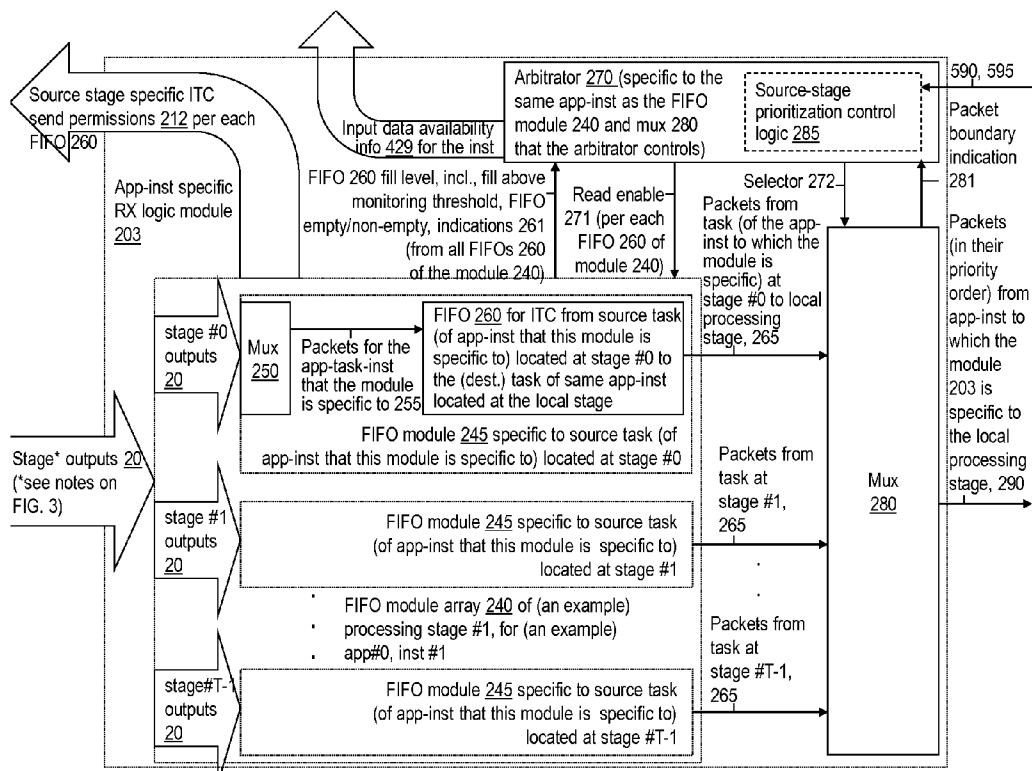 Source stage specific ITC
send permissions 212 per each
FIFO 260
App-inst specific
RX logic module
203
Input data availability
info 429 for the inst
Arbitrator 270 (specific to the
same app-inst as the FIFO
module 240 and mux 280
that the arbitrator controls)
Source-stage
prioritization control
logic 285
590, 595
Packet
boundary
indication
281
FIFO 260 fill level, incl., fill above
monitoring threshold, FIFO
empty/non-empty, indications 261
(from all FIFOs 260
of the module 240)
Read enable
271 (per each
FIFO 260 of
module 240)
Selector 272
Packets from
task (of the app-
inst to which the
module is
specific) at
stage #0 to local
processing
stage, 265
Packets
(in their
priority
order) from
app-inst to
which the
module
203 is
specific to
the local
processing
stage, 290
stage #0
outputs
20
Mux
250
Packets for the
app-task-inst
that the module
is specific to 255
FIFO 260 for ITC from source task
(of app-inst that this module is
specific to) located at stage #0 to
the (dest.) task of same app-inst
located at the local stage
FIFO module 245 specific to source task (of
app-inst that this module is specific to) located at stage #0
Stage* outputs 20
(*see notes on
FIG. 3)
stage #1
outputs
20
FIFO module 245 specific to source task
(of app-inst that this module is specific to)
located at stage #1
Packets from
task at
stage #1,
265
Mux
280
FIFO module array 240 of (an example)
processing stage #1, for (an example)
app#0, inst #1
stage#T-1
outputs
20
FIFO module 245 specific to source task
(of app-inst that this module is specific to)
located at stage #T-1
Packets from
task at
stage #T-1,
265